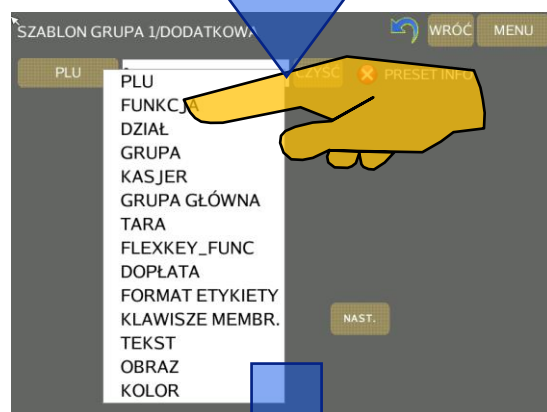 SZABLON GRUPA 1/DODATKOWA
WRÓĆ
MENU
PLU
CZYŚĆ
PRESET INFO
PLU
FUNKCJA
DZIAŁ
GRUPA
KASJER
GRUPA GŁÓWNA
TARA
FLEXKEY_FUNC
DOPŁATA
FORMAT ETYKIETY
KLAWISZE MEMBR.
TEKST
OBRAZ
KOLOR
NAST.